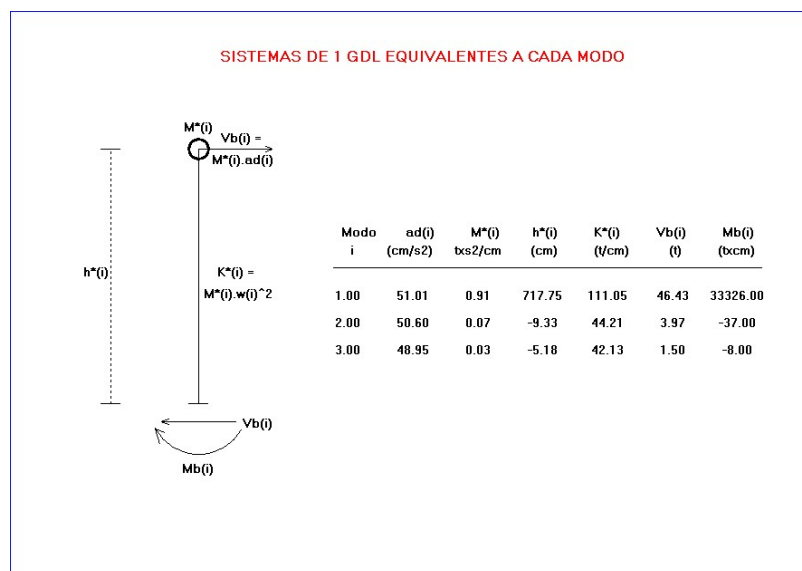 SISTEMAS DE 1 GDL EQUIVALENTES A CADA MODO
M*(i)
Vb(i) =
M*(i).ad(i)
h*(i)
K*(i) =
M*(i).w(i)^2
Vb(i)
Mb(i)
Modo ad(i) M*(i) h*(i) K*(i) Vb(i) Mb(i)
i (cm/s2) txs2/cm (cm) (t/cm) (t) (txcm)
1.00 51.01 0.91 717.75 111.05 46.43 33326.00
2.00 50.60 0.07 -9.33 44.21 3.97 -37.00
3.00 48.95 0.03 -5.18 42.13 1.50 -8.00